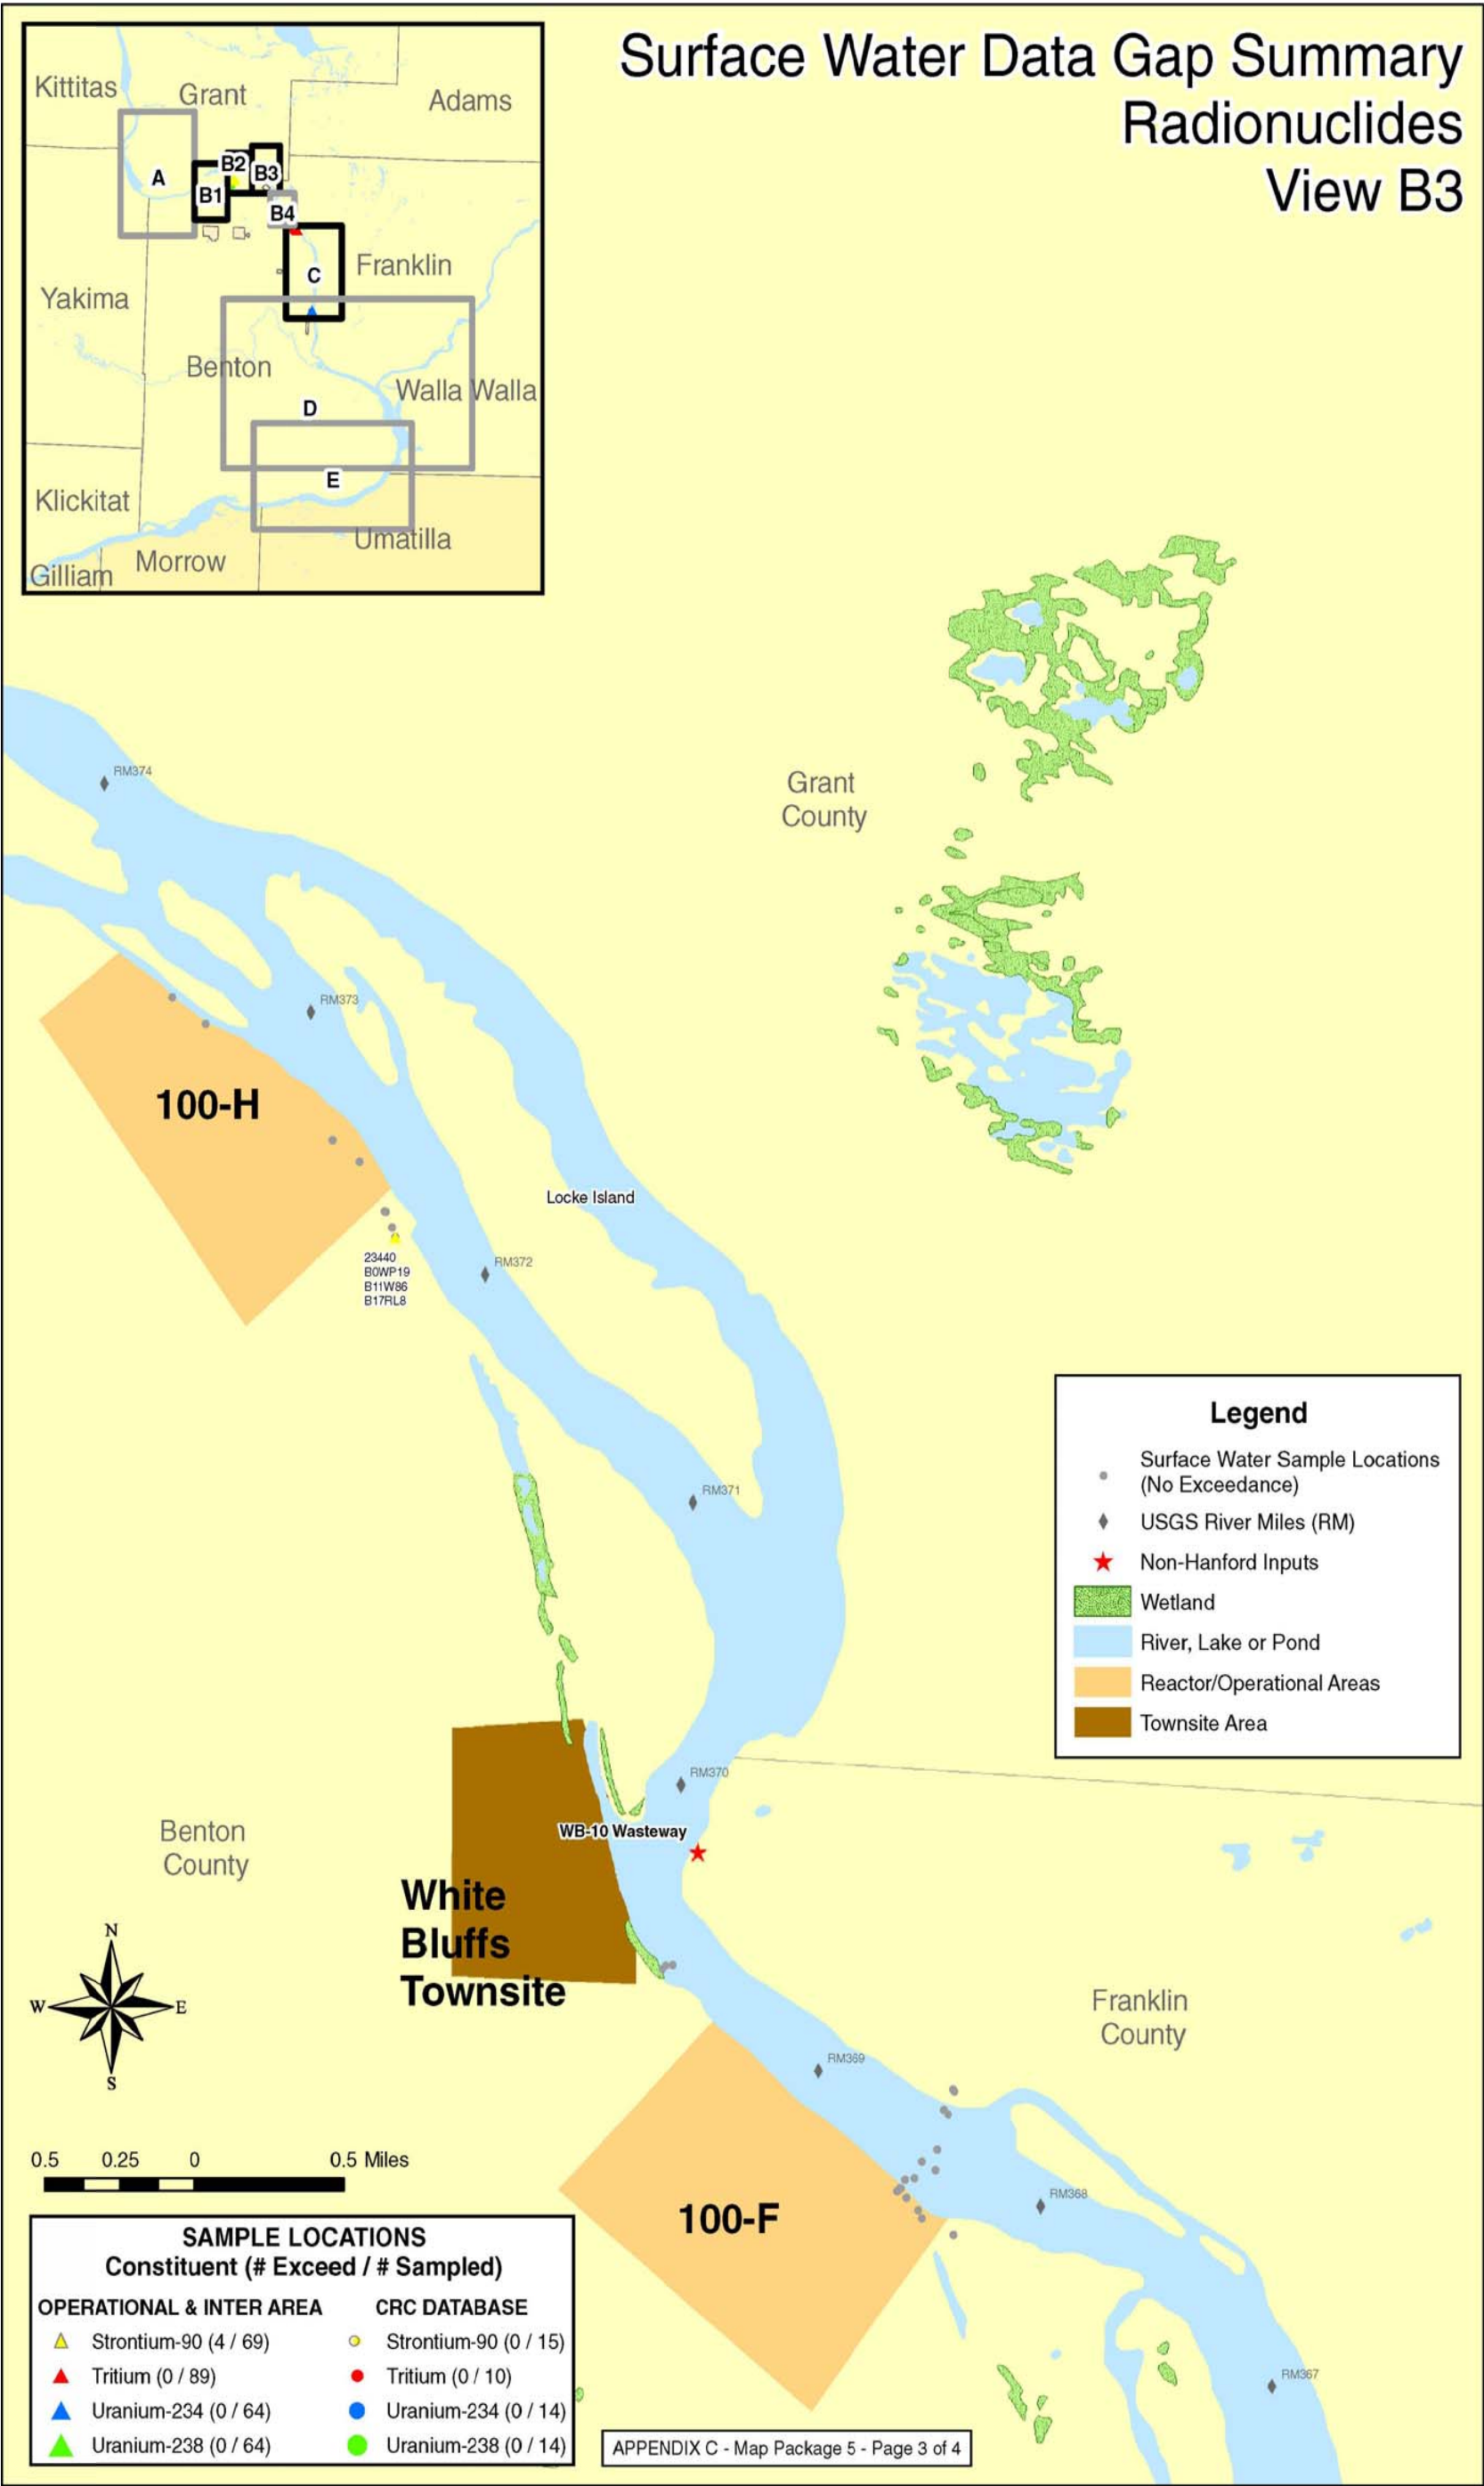 Surface Water Data Gap Summary
Radionuclides
View B3
Kittitas
Grant
Adams
A
B1
B2
B3
B4
C
Franklin
Yakima
Benton
Walla Walla
D
E
Klickitat
Umatilla
Morrow
Gilliam
Grant
County
RM374
RM373
100-H
Locke Island
23440
B0WP19
B11W86
B17RL8
RM372
RM371
Legend
Surface Water Sample Locations
(No Exceedance)
USGS River Miles (RM)
Non-Hanford Inputs
Wetland
River, Lake or Pond
Reactor/Operational Areas
Townsite Area
RM370
WB-10 Wasteway
Benton
County
White
Bluffs
Townsite
Franklin
County
N
W
E
S
RM369
RM368
RM367
100-F
0.5 0.25 0 0.5 Miles
SAMPLE LOCATIONS
Constituent (# Exceed / # Sampled)
OPERATIONAL & INTER AREA CRC DATABASE
Strontium-90 (4 / 69) Strontium-90 (0 / 15)
Tritium (0 / 89) Tritium (0 / 10)
Uranium-234 (0 / 64) Uranium-234 (0 / 14)
Uranium-238 (0 / 64) Uranium-238 (0 / 14)
APPENDIX C - Map Package 5 - Page 3 of 4